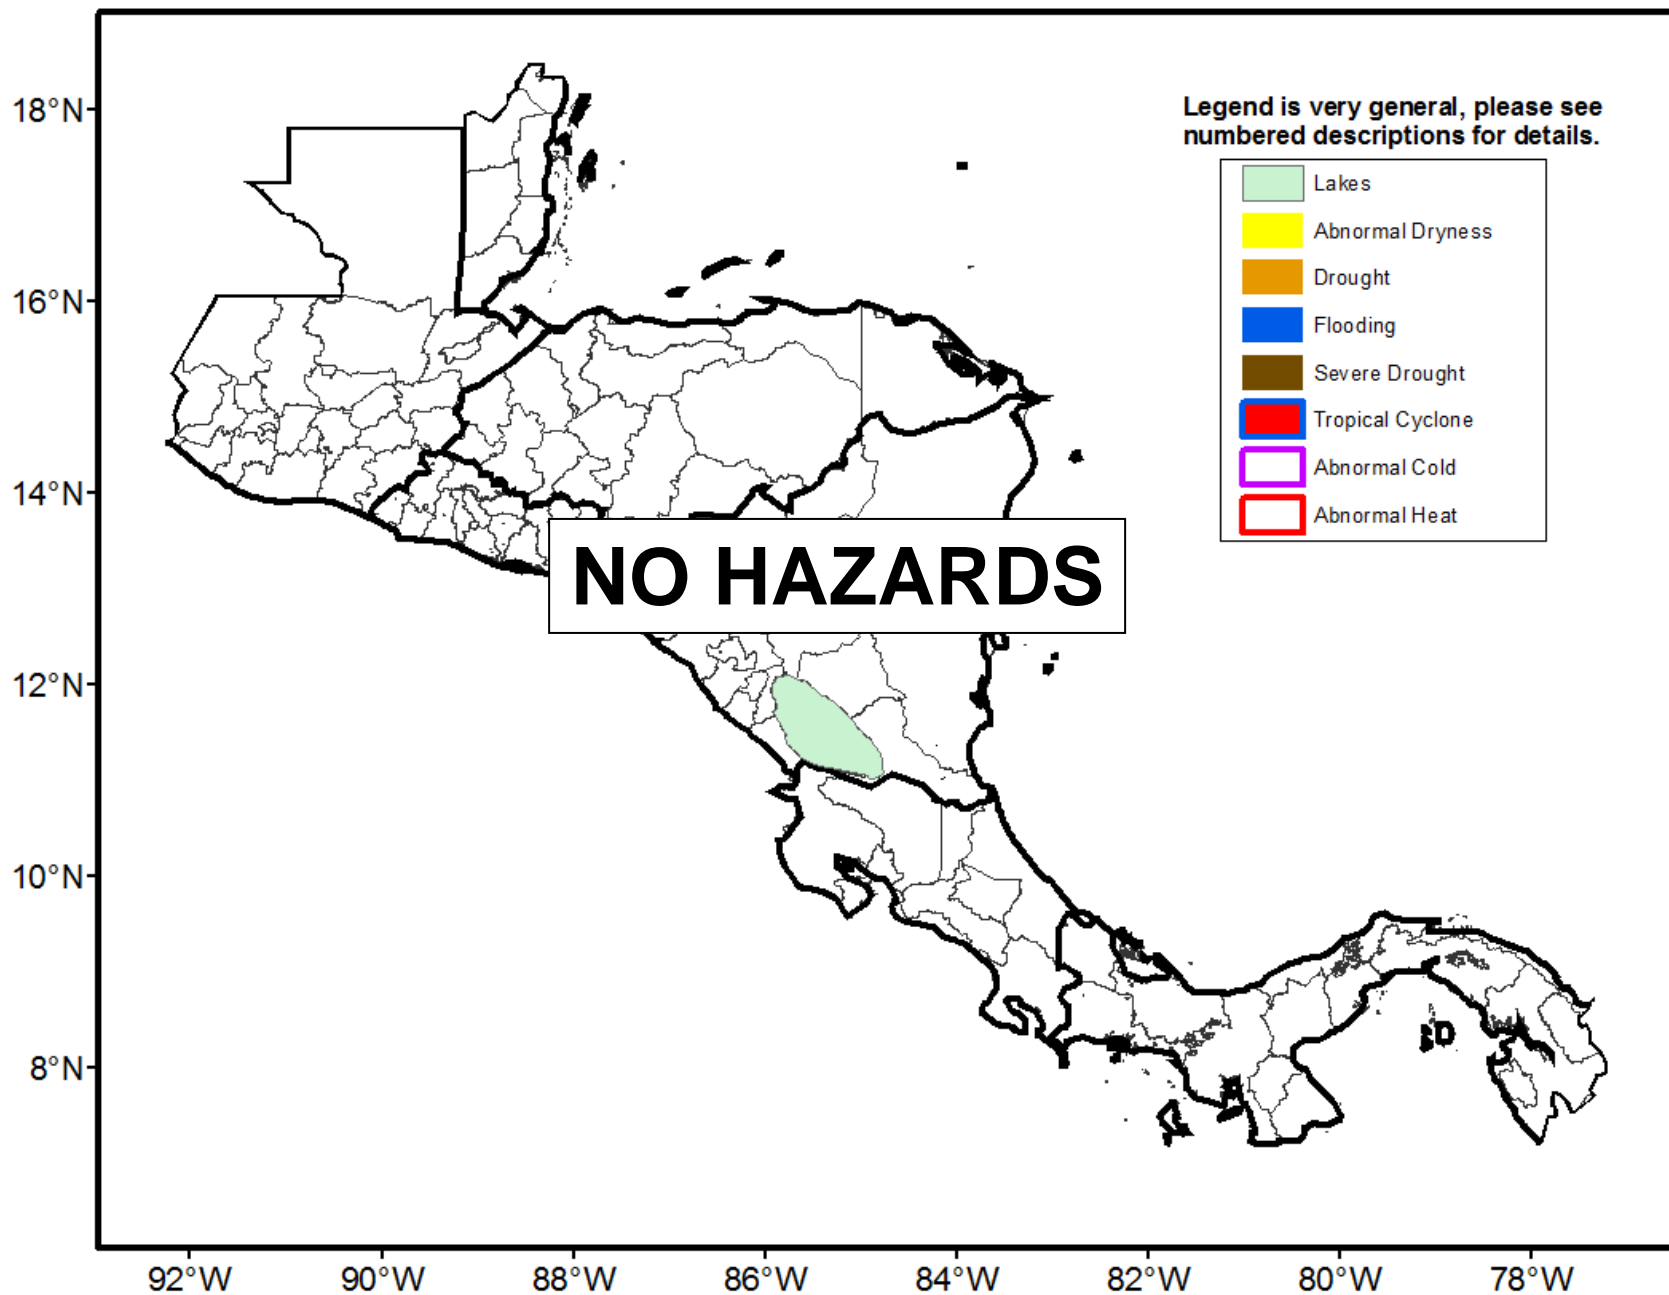 18°N
16°N
14°N
12°N
10°N
8°N
Legend is very general, please see
numbered descriptions for details.
Lakes
Abnormal Dryness
Drought
Flooding
Severe Drought
Tropical Cyclone
Abnormal Cold
Abnormal Heat
NO HAZARDS
92°W 90°W 88°W 86°W 84°W 82°W 80°W 78°W